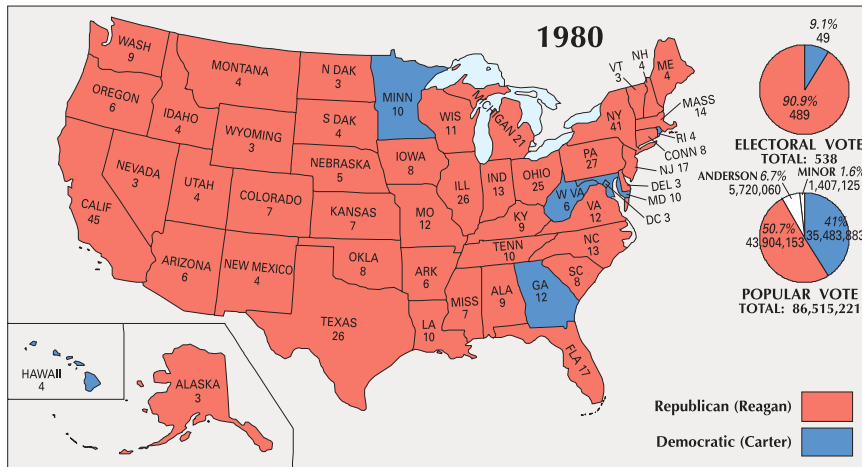 1980
WASH
9
OREGON
6
CALIF
45
NEVADA
3
IDAHO
4
MONTANA
4
WYOMING
3
UTAH
4
ARIZONA
6
COLORADO
7
NEW MEXICO
4
N DAK
3
S DAK
4
NEBRASKA
5
KANSAS
7
OKLA
8
TEXAS
26
MINN
10
IOWA
8
MO
12
ARK
6
LA
10
WIS
11
ILL
26
MICHIGAN 21
IND
13
OHIO
25
KY
9
TENN
10
MISS
7
ALA
9
GA
12
FLA 17
SC
8
NC
13
VA
12
W VA
6
PA
27
NY
41
VT
3
NH
4
ME
4
MASS
14
RI 4
CONN 8
NJ 17
DEL 3
MD 10
DC 3
HAWAII
4
ALASKA
3
9.1%
49
90.9%
489
ELECTORAL VOTE
TOTAL: 538
ANDERSON 6.7%
5,720,060
MINOR 1.6%
1,407,125
50.7%
43,904,153
41%
35,483,883
POPULAR VOTE
TOTAL: 86,515,221
Republican (Reagan)
Democratic (Carter)